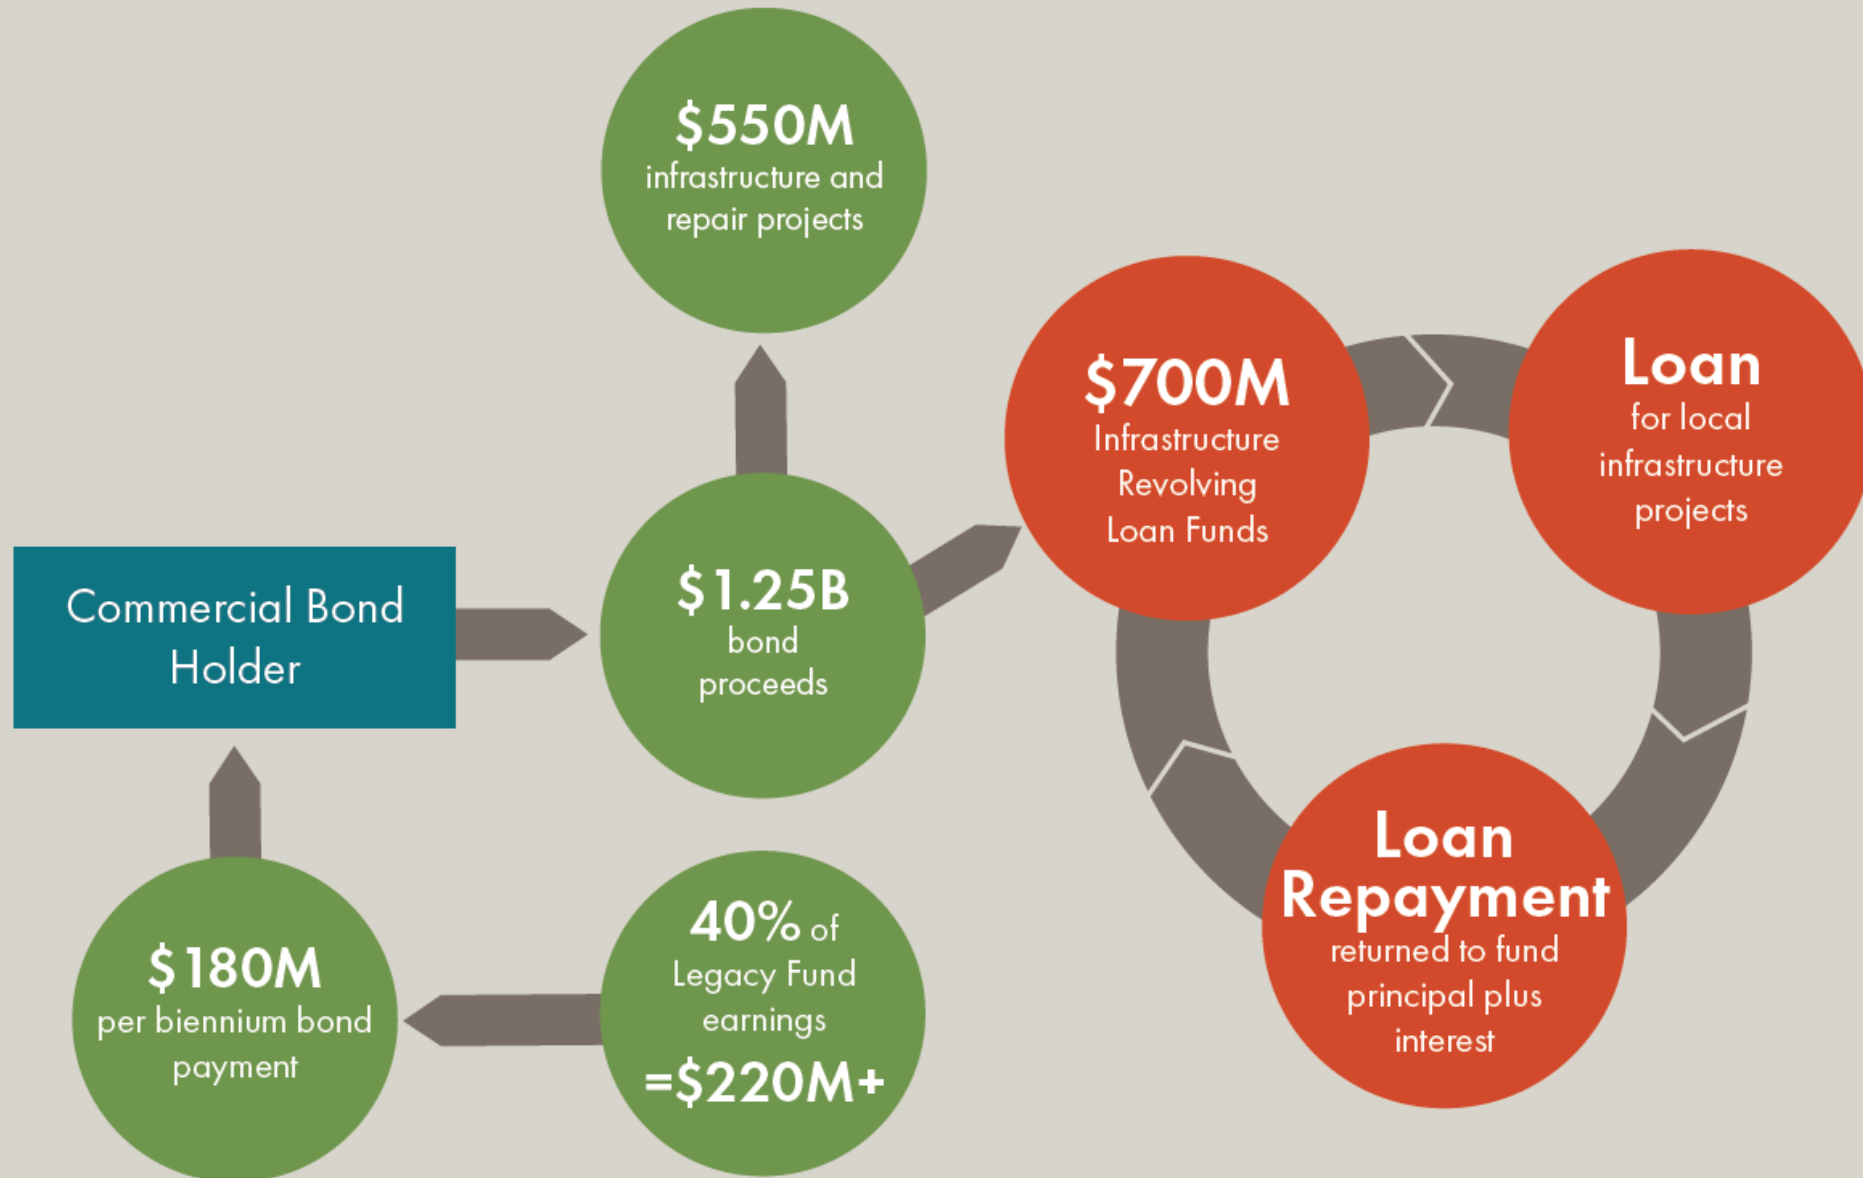 $550M
infrastructure and
repair projects
$700M
Infrastructure
Revolving
Loan Funds
Loan
for local
infrastructure
projects
Commercial Bond
Holder
$1.25B
bond
proceeds
Loan
Repayment
returned to fund
principal plus
interest
$180M
per biennium bond
payment
40% of
Legacy Fund
earnings
=$220M+